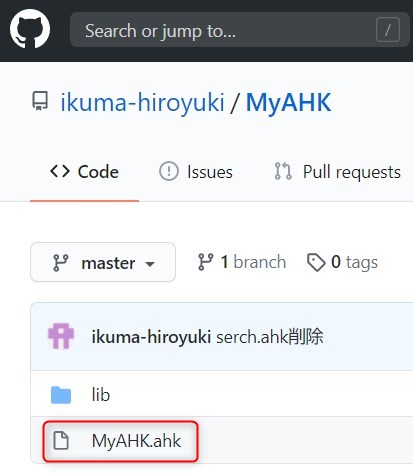 Search or jump to...
/
ikuma-hiroyuki / MyAHK
Code Issues Pull requests
master 1 branch 0 tags
ikuma-hiroyuki serch.ahk削除
lib
MyAHK.ahk